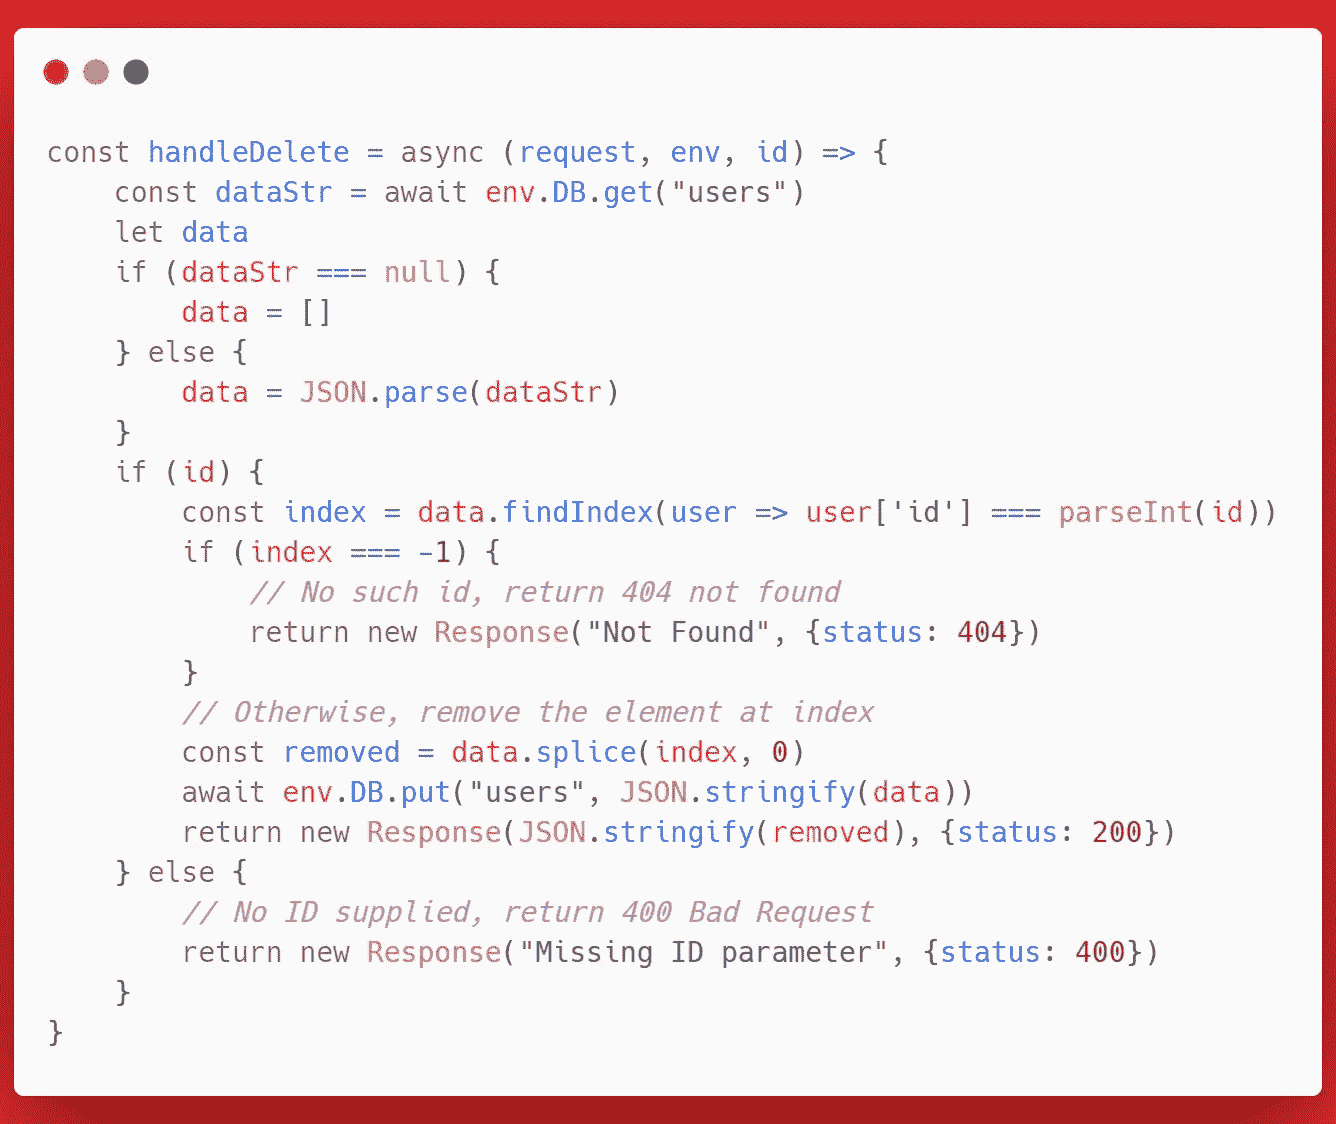 const handleDelete = async (request, env, id) => {
    const dataStr = await env.DB.get("users")
    let data
    if (dataStr === null) {
        data = []
    } else {
        data = JSON.parse(dataStr)
    }
    if (id) {
        const index = data.findIndex(user => user['id'] === parseInt(id))
        if (index === -1) {
            // No such id, return 404 not found
            return new Response("Not Found", {status: 404})
        }
        // Otherwise, remove the element at index
        const removed = data.splice(index, 0)
        await env.DB.put("users", JSON.stringify(data))
        return new Response(JSON.stringify(removed), {status: 200})
    } else {
        // No ID supplied, return 400 Bad Request
        return new Response("Missing ID parameter", {status: 400})
    }
}